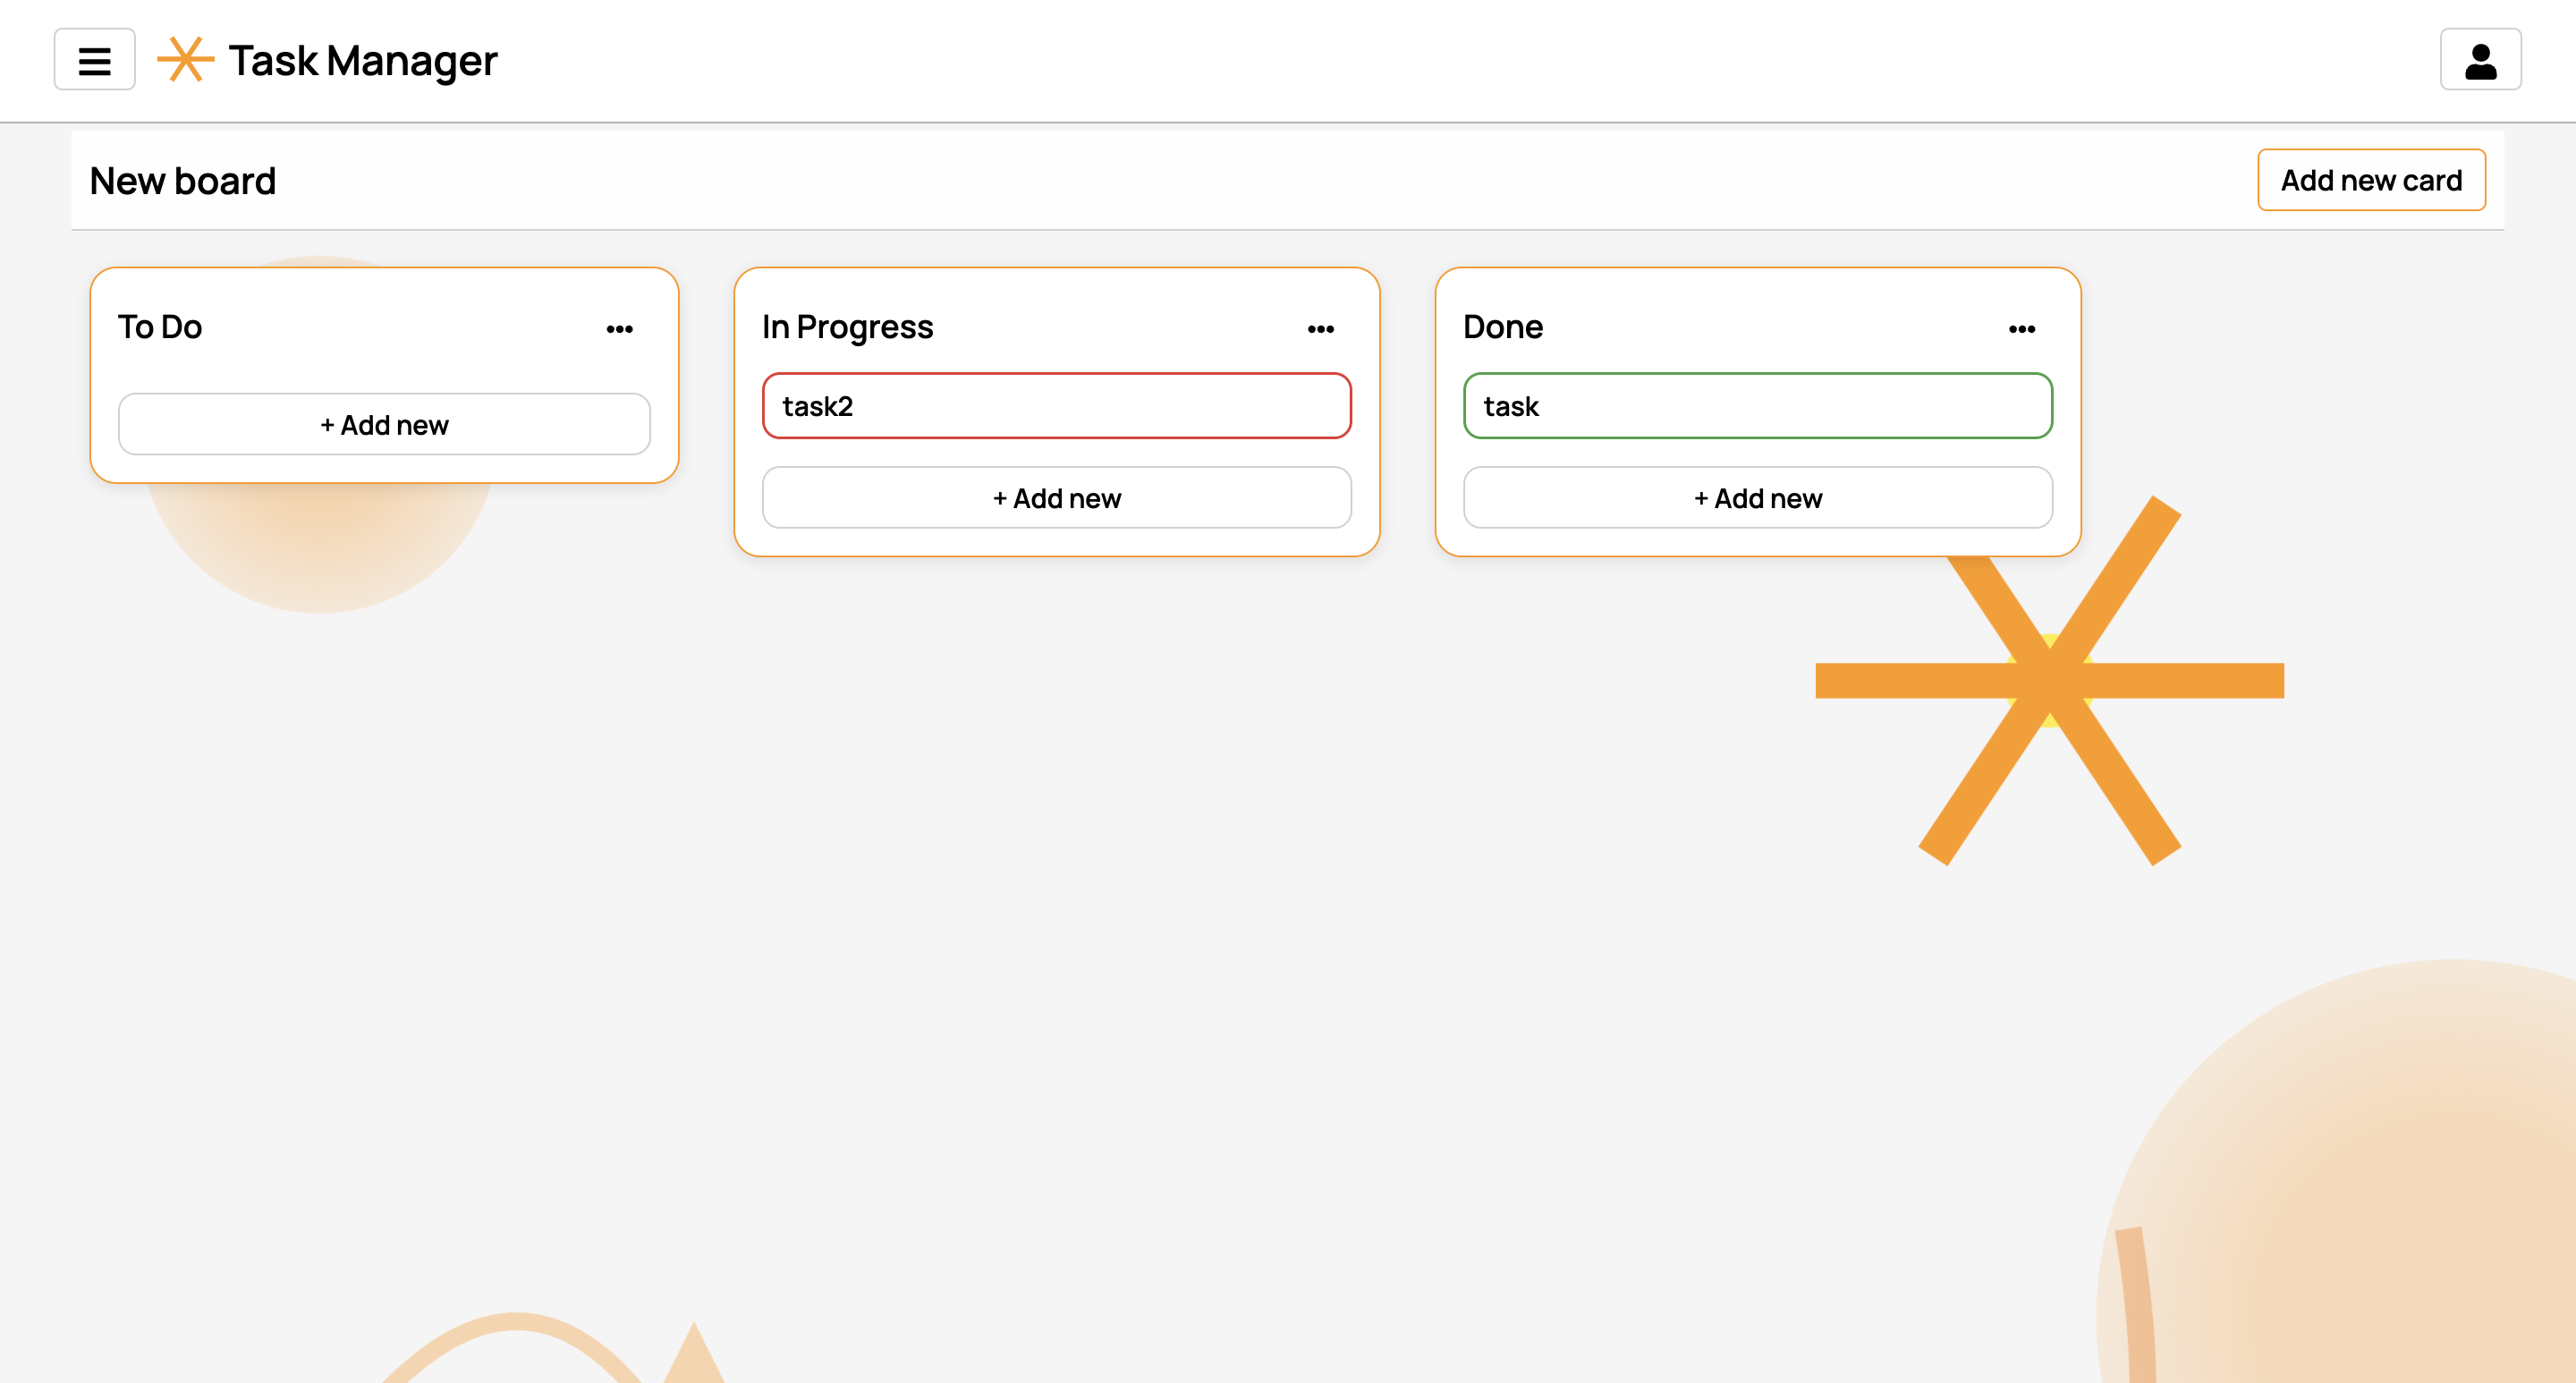 Task Manager
New board
Add new card
To Do
+ Add new
In Progress
task2
+ Add new
Done
task
+ Add new